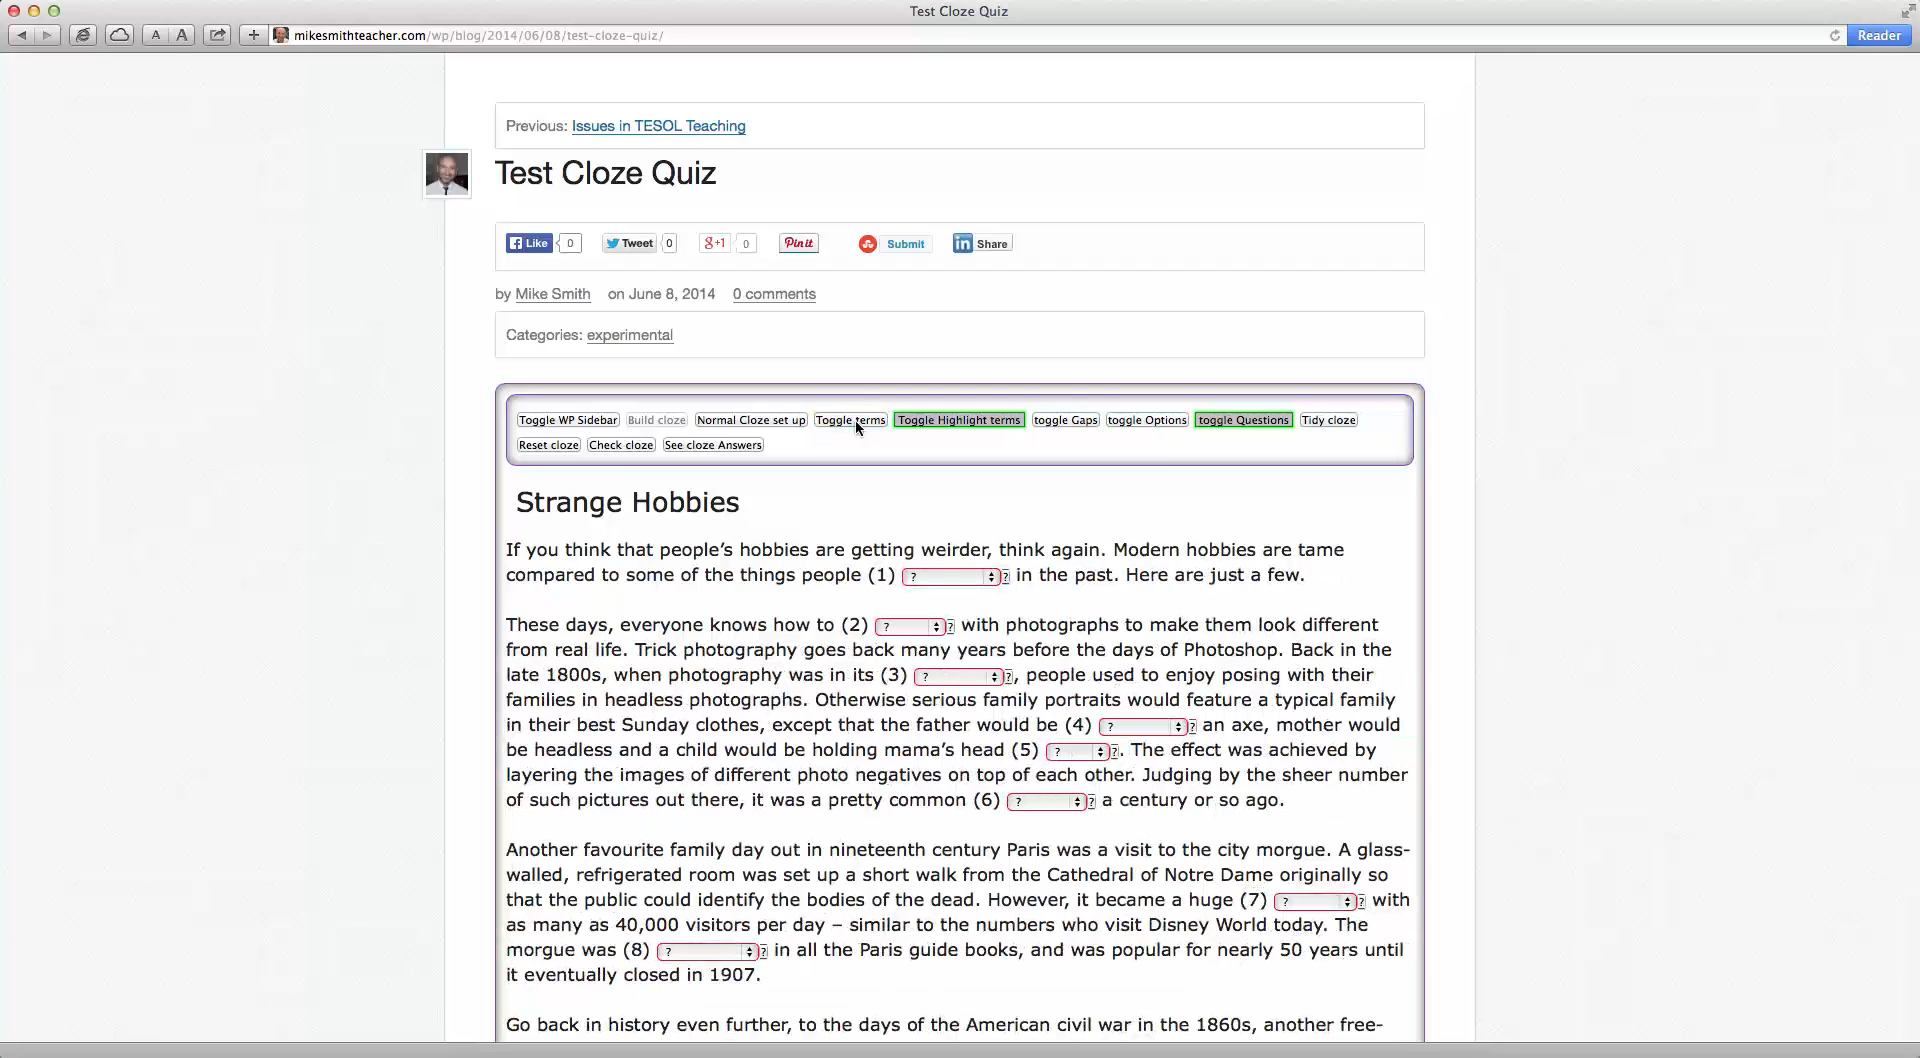 Test Cloze Quiz
A A + mikesmithteacher.com/wp/blog/2014/06/08/test-cloze-quiz/ Reader
Previous: Issues in TESOL Teaching
Test Cloze Quiz
Like 0 Tweet 0 g+1 0 Pinit Submit in Share
by Mike Smith on June 8, 2014 0 comments
Categories: experimental
Toggle WP Sidebar Build cloze Normal Cloze set up Toggle terms Toggle Highlight terms toggle Gaps toggle Options toggle Questions Tidy cloze
Reset cloze Check cloze See cloze Answers
Strange Hobbies
If you think that people’s hobbies are getting weirder, think again. Modern hobbies are tame
compared to some of the things people (1) ? ? in the past. Here are just a few.
These days, everyone knows how to (2) ? ? with photographs to make them look different
from real life. Trick photography goes back many years before the days of Photoshop. Back in the
late 1800s, when photography was in its (3) ? ?, people used to enjoy posing with their
families in headless photographs. Otherwise serious family portraits would feature a typical family
in their best Sunday clothes, except that the father would be (4) ? ? an axe, mother would
be headless and a child would be holding mama’s head (5) ? ?. The effect was achieved by
layering the images of different photo negatives on top of each other. Judging by the sheer number
of such pictures out there, it was a pretty common (6) ? ? a century or so ago.
Another favourite family day out in nineteenth century Paris was a visit to the city morgue. A glass-
walled, refrigerated room was set up a short walk from the Cathedral of Notre Dame originally so
that the public could identify the bodies of the dead. However, it became a huge (7) ? ? with
as many as 40,000 visitors per day – similar to the numbers who visit Disney World today. The
morgue was (8) ? ? in all the Paris guide books, and was popular for nearly 50 years until
it eventually closed in 1907.
Go back in history even further, to the days of the American civil war in the 1860s, another free-